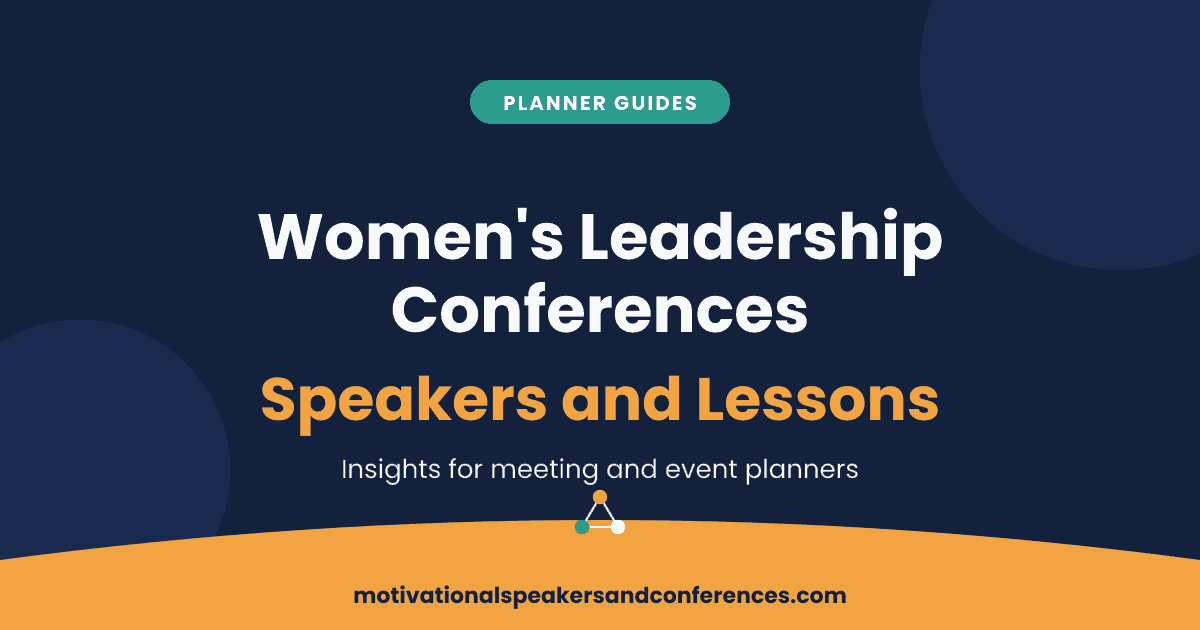 PLANNER GUIDES
Women's Leadership
Conferences
Speakers and Lessons
Insights for meeting and event planners
motivationalspeakersandconferences.com